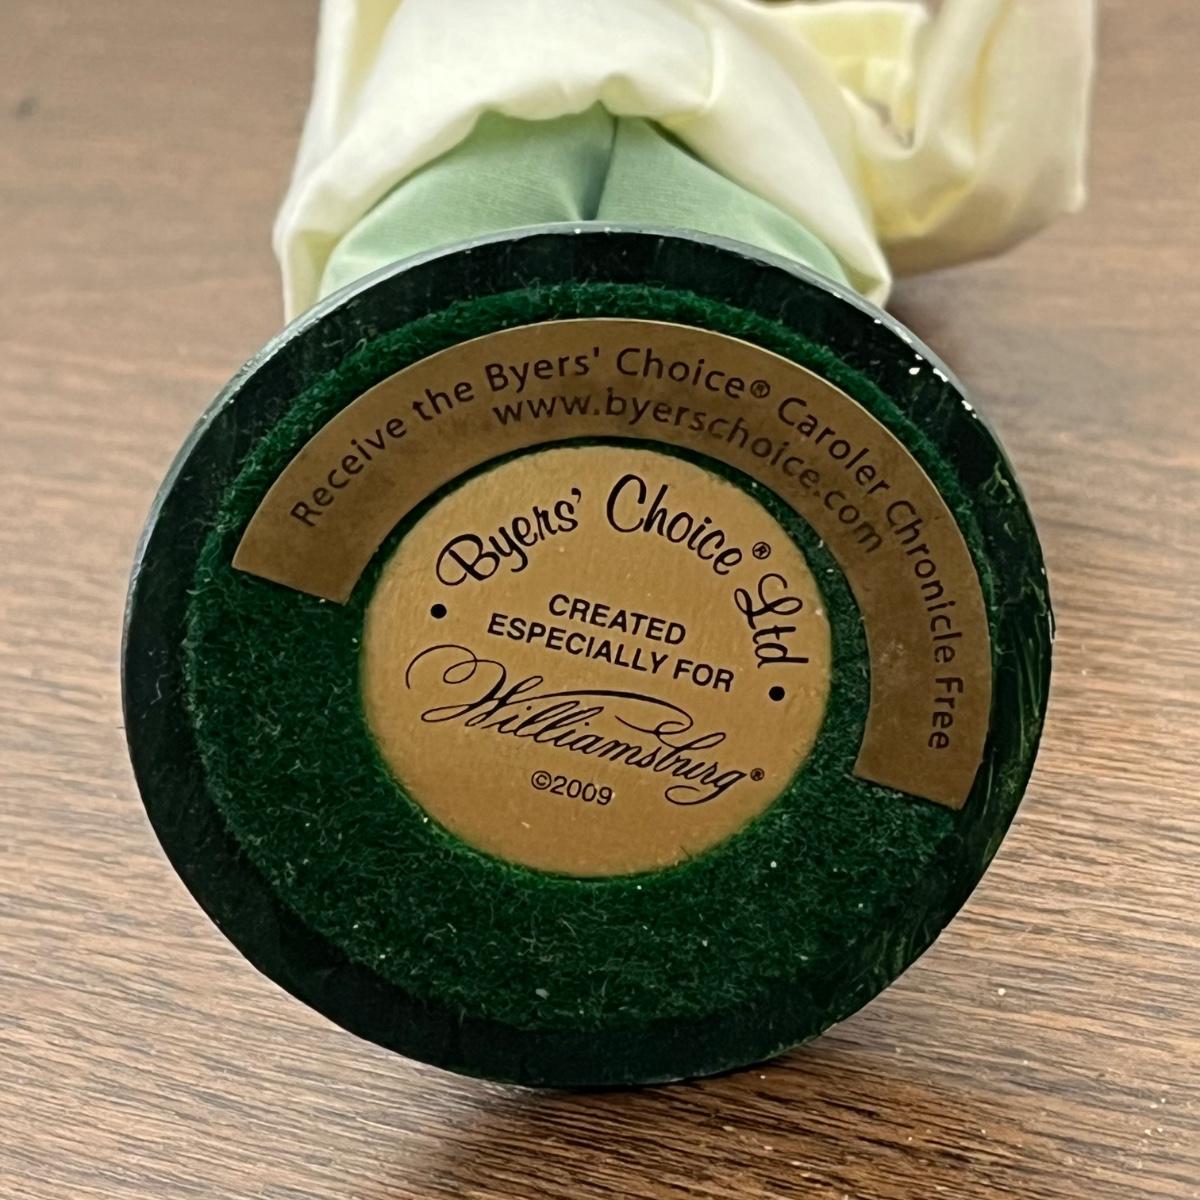 Receive the Byers' Choice® Caroler Chronicle Free
www.byerschoice.com
Byers' Choice® Ltd
• CREATED •
ESPECIALLY FOR
Williamsburg®
©2009